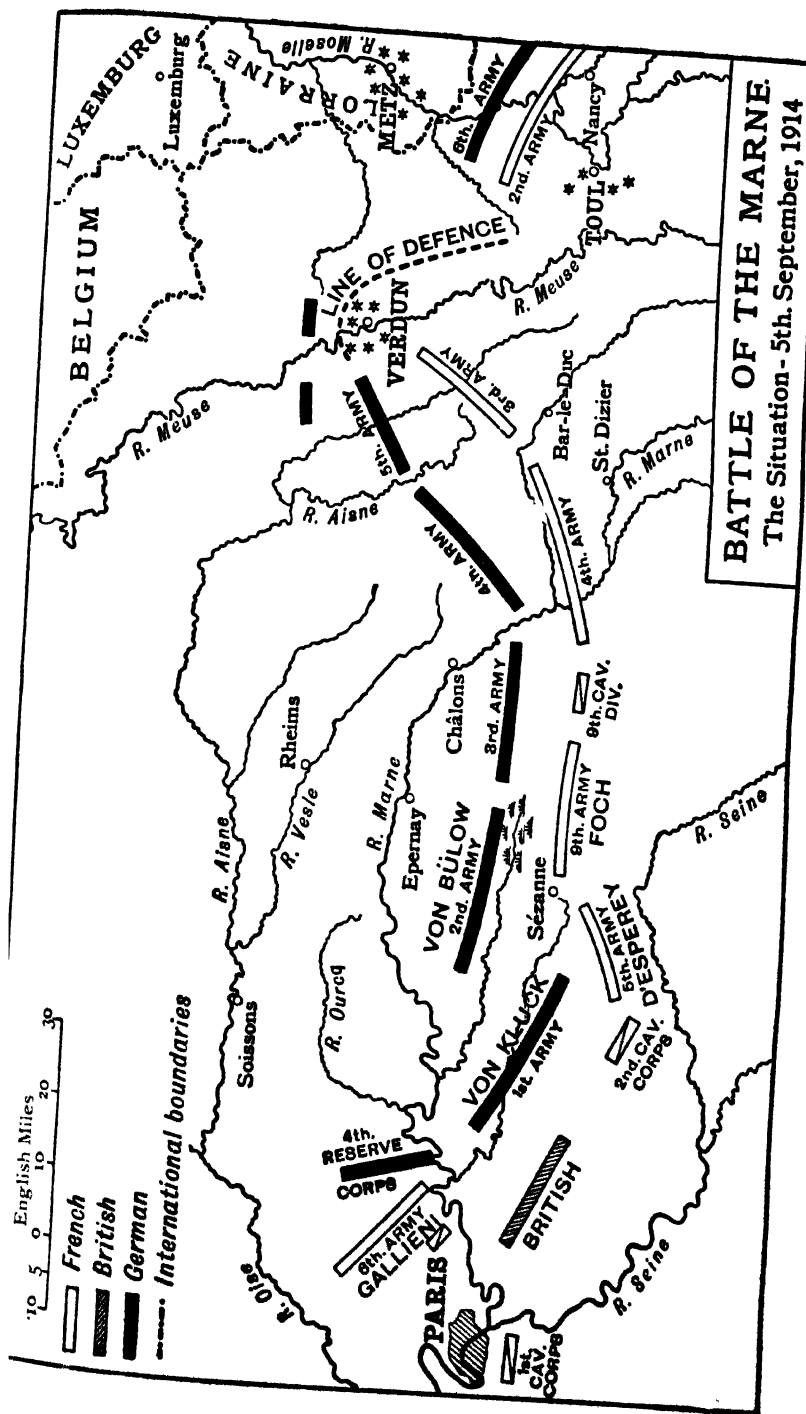 English Miles
10 5 0 10 20 30
French
British
German
International boundaries
BELGIUM
LUXEMBURG
Luxemburg
LORRAINE
METZ
R. Moselle
R. Meuse
LINE OF DEFENCE
VERDUN
R. Meuse
6th. ARMY
2nd. ARMY
TOUL
Nancy
5th. ARMY
3rd. ARMY
R. Aisne
4th. ARMY
Bar-le-Duc
St. Dizier
R. Marne
4th. ARMY
Soissons
R. Aisne
R. Vesle
Rheims
R. Ourcq
R. Marne
Epernay
Châlons
3rd. ARMY
VON BÜLOW
2nd. ARMY
9th. CAV.
DIV.
9th. ARMY
FOCH
Sézanne
R. Seine
5th. ARMY
D'ESPEREY
2nd. CAV.
CORPS
VON KLUCK
1st. ARMY
4th.
RESERVE
CORPS
6th. ARMY
GALLIENI
R. Oise
PARIS
BRITISH
R. Seine
1st.
CAV.
CORPS
BATTLE OF THE MARNE.
The Situation - 5th. September, 1914